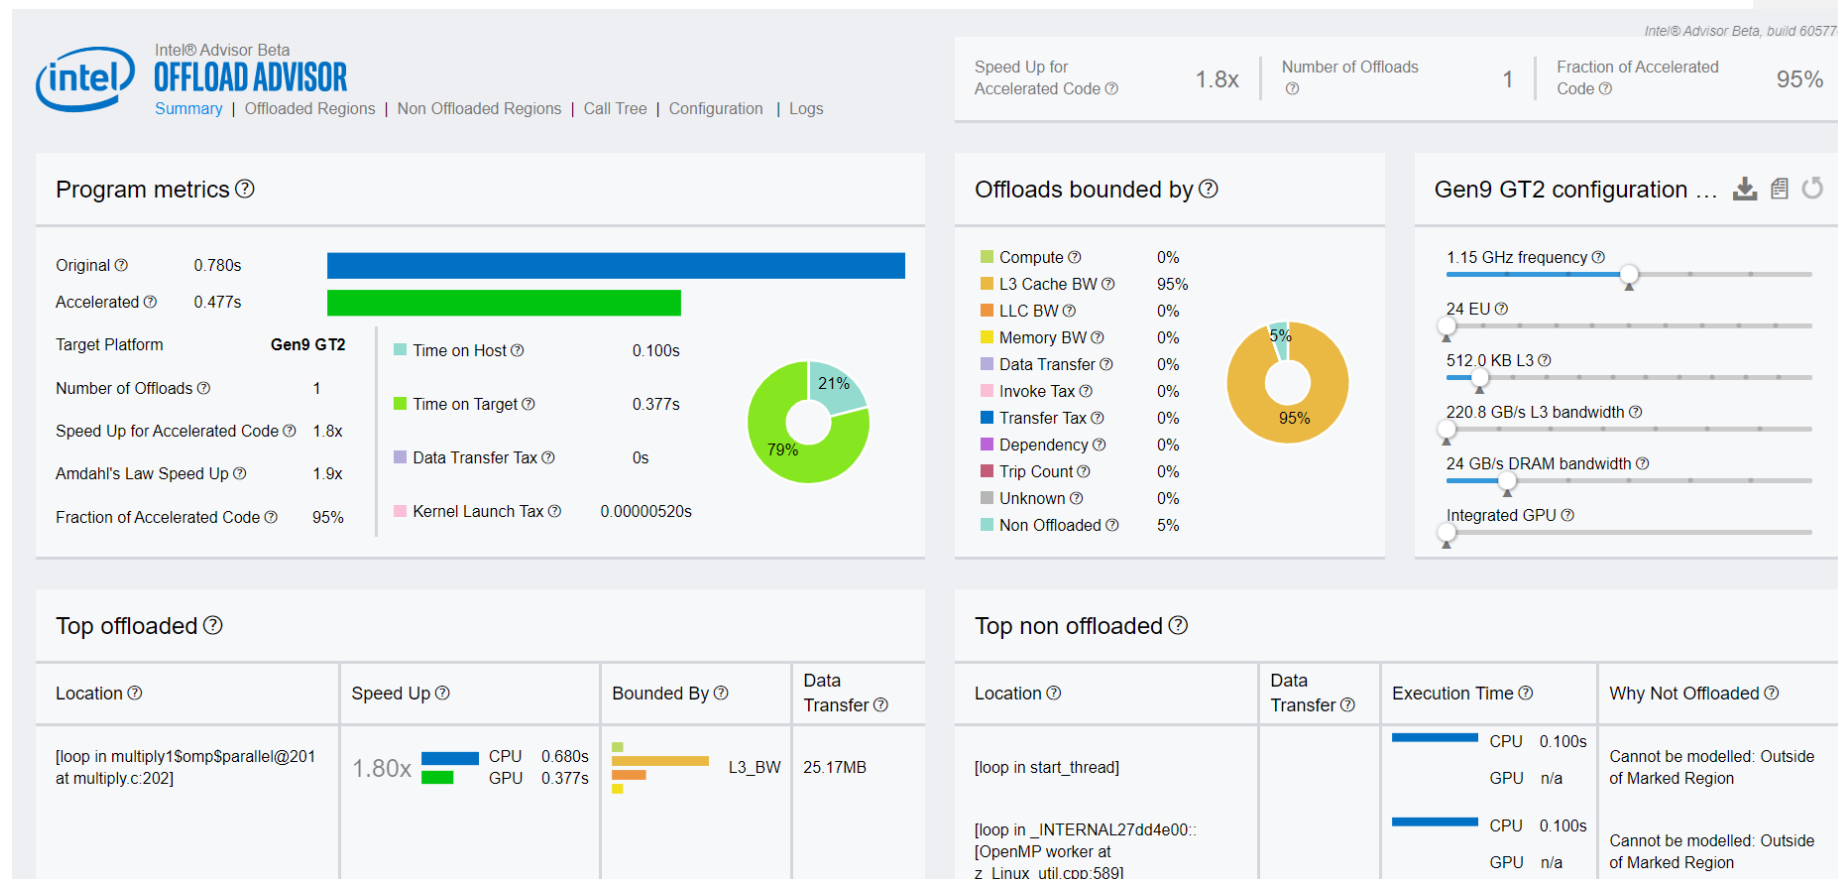 Intel® Advisor Beta, build 60577
intel
Intel® Advisor Beta
OFFLOAD ADVISOR
Summary | Offloaded Regions | Non Offloaded Regions | Call Tree | Configuration | Logs
Speed Up for
Accelerated Code ? 1.8x
Number of Offloads
? 1
Fraction of Accelerated
Code ? 95%
Program metrics ?
Original ? 0.780s
Accelerated ? 0.477s
Target Platform Gen9 GT2
Number of Offloads ? 1
Speed Up for Accelerated Code ? 1.8x
Amdahl's Law Speed Up ? 1.9x
Fraction of Accelerated Code ? 95%
Time on Host ? 0.100s
Time on Target ? 0.377s
Data Transfer Tax ? 0s
Kernel Launch Tax ? 0.00000520s
21%
79%
Offloads bounded by ?
Compute ? 0%
L3 Cache BW ? 95%
LLC BW ? 0%
Memory BW ? 0%
Data Transfer ? 0%
Invoke Tax ? 0%
Transfer Tax ? 0%
Dependency ? 0%
Trip Count ? 0%
Unknown ? 0%
Non Offloaded ? 5%
5%
95%
Gen9 GT2 configuration ...
1.15 GHz frequency ?
24 EU ?
512.0 KB L3 ?
220.8 GB/s L3 bandwidth ?
24 GB/s DRAM bandwidth ?
Integrated GPU ?
Top offloaded ?
Location ? Speed Up ? Bounded By ? Data
Transfer ?
[loop in multiply1$omp$parallel@201
at multiply.c:202]
1.80x
CPU 0.680s
GPU 0.377s
L3_BW
25.17MB
Top non offloaded ?
Location ? Data
Transfer ?
Execution Time ? Why Not Offloaded ?
[loop in start_thread]
CPU 0.100s
GPU n/a
Cannot be modelled: Outside
of Marked Region
[loop in _INTERNAL27dd4e00::
[OpenMP worker at
z_Linux_util.cpp:589]
CPU 0.100s
GPU n/a
Cannot be modelled: Outside
of Marked Region